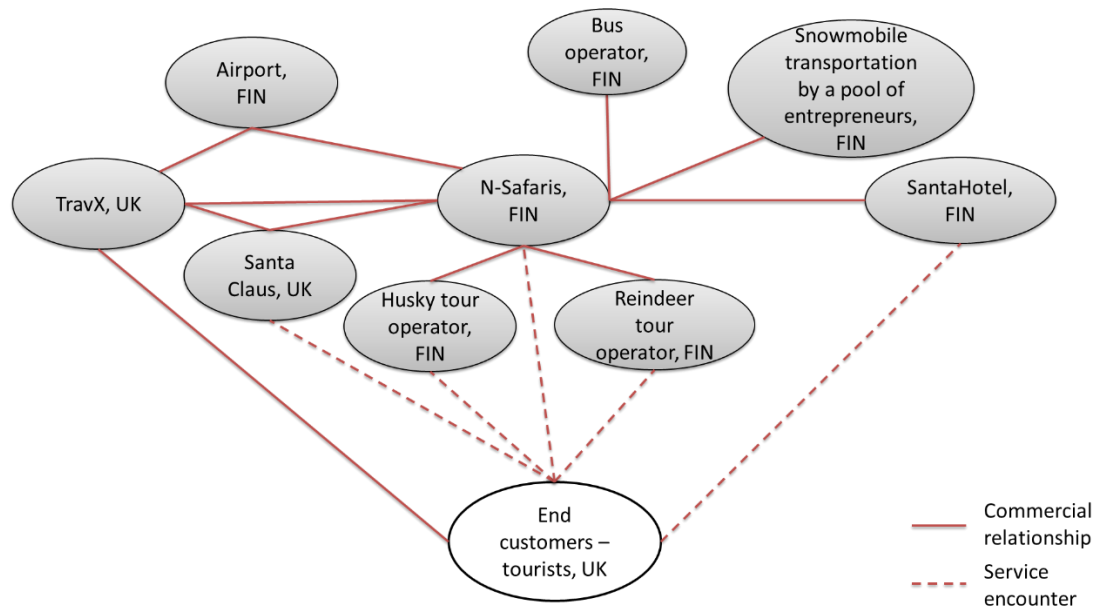 Airport,
FIN
Bus
operator,
FIN
Snowmobile
transportation
by a pool of
entrepreneurs,
FIN
TravX, UK
N-Safaris,
FIN
SantaHotel,
FIN
Santa
Claus, UK
Husky tour
operator,
FIN
Reindeer
tour
operator, FIN
End
customers –
tourists, UK
Commercial
relationship
Service
encounter